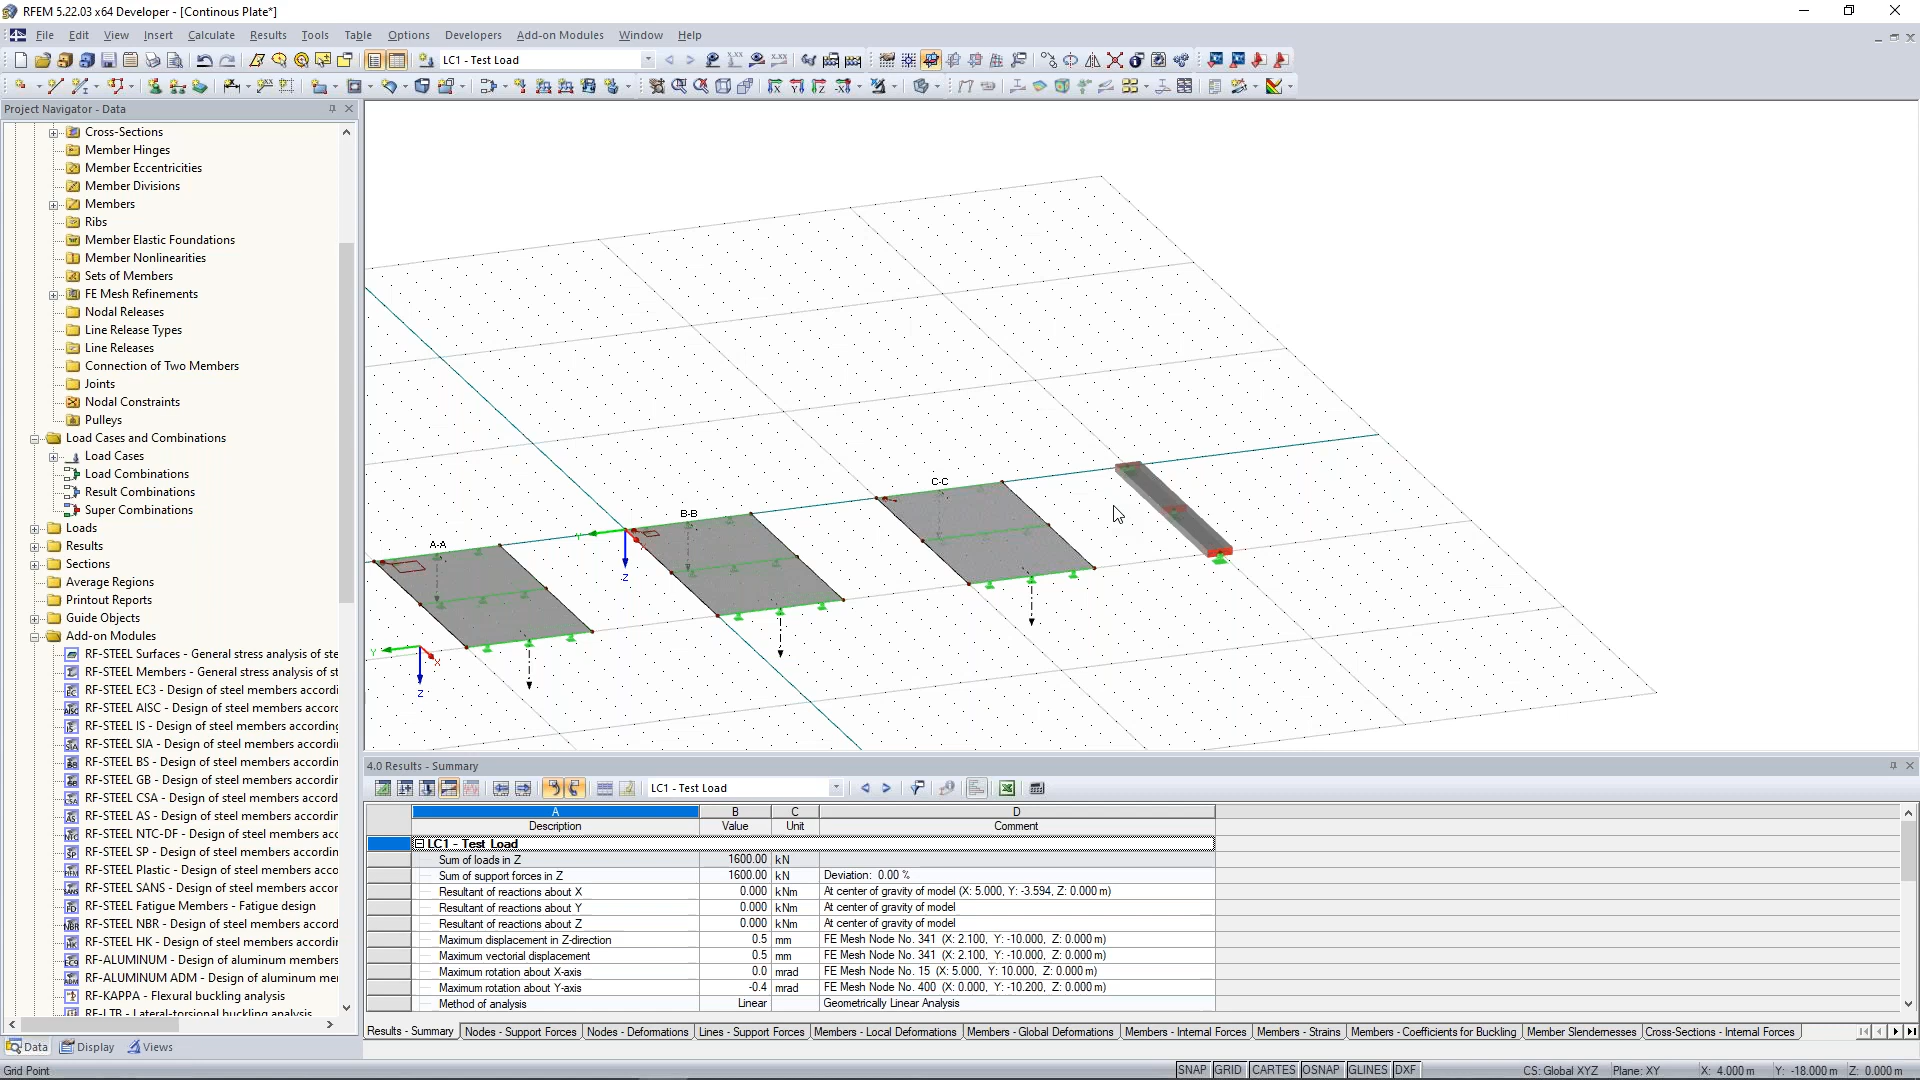 RFEM 5.22.03 x64 Developer - [Continous Plate*]
File Edit View Insert Calculate Results Tools Table Options Developers Add-on Modules Window Help
LC1 - Test Load
Project Navigator - Data
Cross-Sections
Member Hinges
Member Eccentricities
Member Divisions
Members
Ribs
Member Elastic Foundations
Member Nonlinearities
Sets of Members
FE Mesh Refinements
Nodal Releases
Line Release Types
Line Releases
Connection of Two Members
Joints
Nodal Constraints
Pulleys
Load Cases and Combinations
Load Cases
Load Combinations
Result Combinations
Super Combinations
Loads
Results
Sections
Average Regions
Printout Reports
Guide Objects
Add-on Modules
RF-STEEL Surfaces - General stress analysis of ste
RF-STEEL Members - General stress analysis of st
RF-STEEL EC3 - Design of steel members accordi
RF-STEEL AISC - Design of steel members accord
RF-STEEL IS - Design of steel members according
RF-STEEL SIA - Design of steel members accordi
RF-STEEL BS - Design of steel members accordin
RF-STEEL GB - Design of steel members accordin
RF-STEEL CSA - Design of steel members accord
RF-STEEL AS - Design of steel members accordin
RF-STEEL NTC-DF - Design of steel members acc
RF-STEEL SP - Design of steel members accordin
RF-STEEL Plastic - Design of steel members acco
RF-STEEL SANS - Design of steel members accor
RF-STEEL Fatigue Members - Fatigue design
RF-STEEL NBR - Design of steel members accordi
RF-STEEL HK - Design of steel members accordin
RF-ALUMINUM - Design of aluminum members
RF-ALUMINUM ADM - Design of aluminum mem
RF-KAPPA - Flexural buckling analysis
RF-LTB - Lateral-torsional buckling analysis
Data Display Views
C-C
B-B
A-A
Y
X
Z
Y
X
Z
4.0 Results - Summary
LC1 - Test Load
A B C D
Description Value Unit Comment
LC1 - Test Load
Sum of loads in Z 1600.00 kN
Sum of support forces in Z 1600.00 kN Deviation: 0.00 %
Resultant of reactions about X 0.000 kNm At center of gravity of model (X: 5.000, Y: -3.594, Z: 0.000 m)
Resultant of reactions about Y 0.000 kNm At center of gravity of model
Resultant of reactions about Z 0.000 kNm At center of gravity of model
Maximum displacement in Z-direction 0.5 mm FE Mesh Node No. 341 (X: 2.100, Y: -10.000, Z: 0.000 m)
Maximum vectorial displacement 0.5 mm FE Mesh Node No. 341 (X: 2.100, Y: -10.000, Z: 0.000 m)
Maximum rotation about X-axis 0.0 mrad FE Mesh Node No. 15 (X: 5.000, Y: 10.000, Z: 0.000 m)
Maximum rotation about Y-axis -0.4 mrad FE Mesh Node No. 400 (X: 0.000, Y: -10.200, Z: 0.000 m)
Method of analysis Linear Geometrically Linear Analysis
Results - Summary Nodes - Support Forces Nodes - Deformations Lines - Support Forces Members - Local Deformations Members - Global Deformations Members - Internal Forces Members - Strains Members - Coefficients for Buckling Member Slendernesses Cross-Sections - Internal Forces
Grid Point SNAP GRID CARTES OSNAP GLINES DXF CS: Global XYZ Plane: XY X: 4.000 m Y: -18.000 m Z: 0.000 m